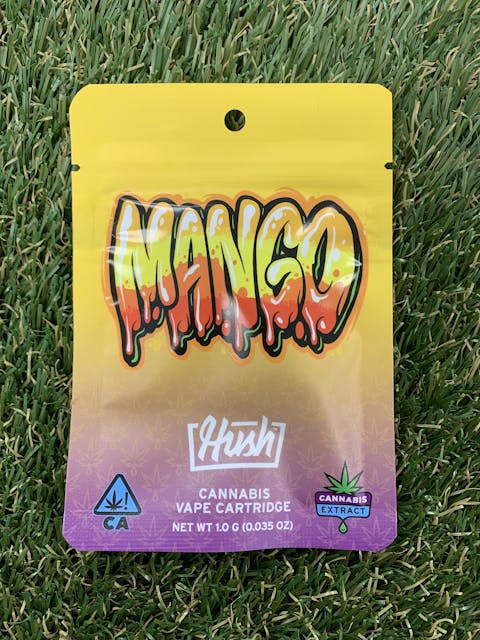 MANGO
Hush
CANNABIS
VAPE CARTRIDGE
NET WT 1.0 G (0.035 OZ)
!
CA
CANNABIS
EXTRACT